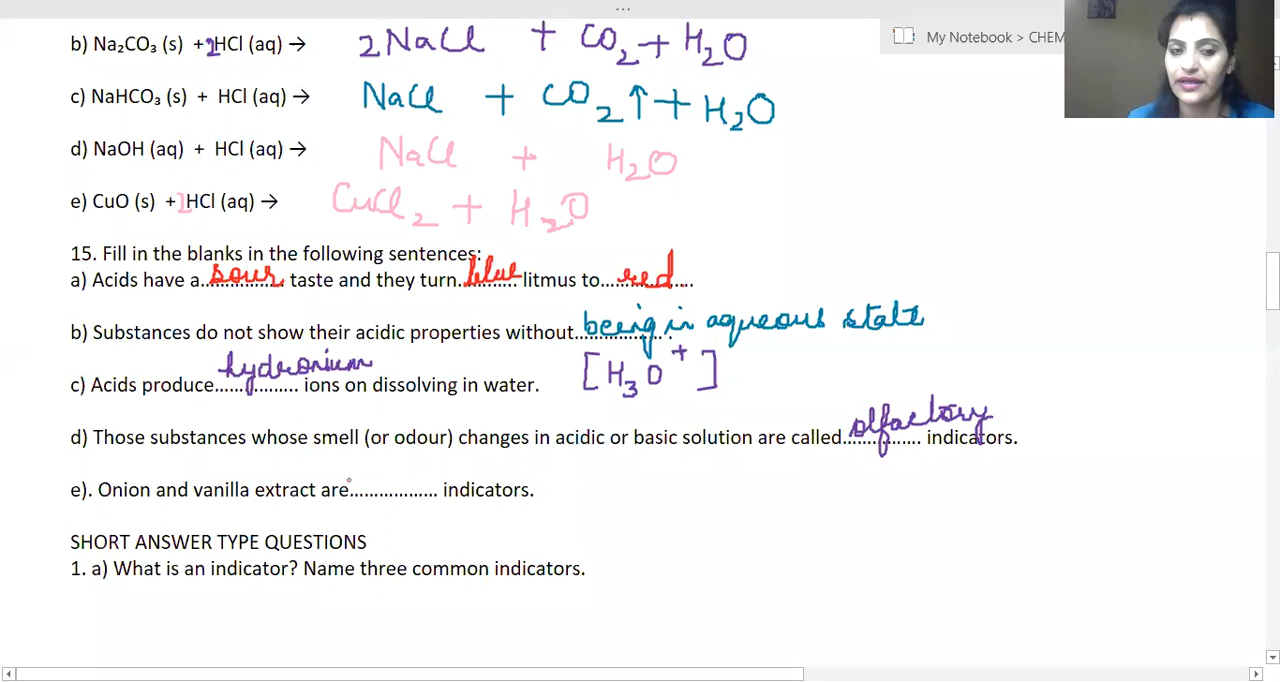 ...
My Notebook > CHEM
b) Na₂CO₃ (s) +2HCl (aq) → 2NaCl + CO₂ + H₂O
c) NaHCO₃ (s) + HCl (aq) → NaCl + CO₂↑ + H₂O
d) NaOH (aq) + HCl (aq) → NaCl + H₂O
e) CuO (s) +2HCl (aq) → CuCl₂ + H₂O
15. Fill in the blanks in the following sentences:
a) Acids have a sour taste and they turn blue litmus to red
b) Substances do not show their acidic properties without being in aqueous state
c) Acids produce hydronium ions on dissolving in water. [H₃O⁺]
d) Those substances whose smell (or odour) changes in acidic or basic solution are called olfactory indicators.
e). Onion and vanilla extract are.................. indicators.
SHORT ANSWER TYPE QUESTIONS
1. a) What is an indicator? Name three common indicators.